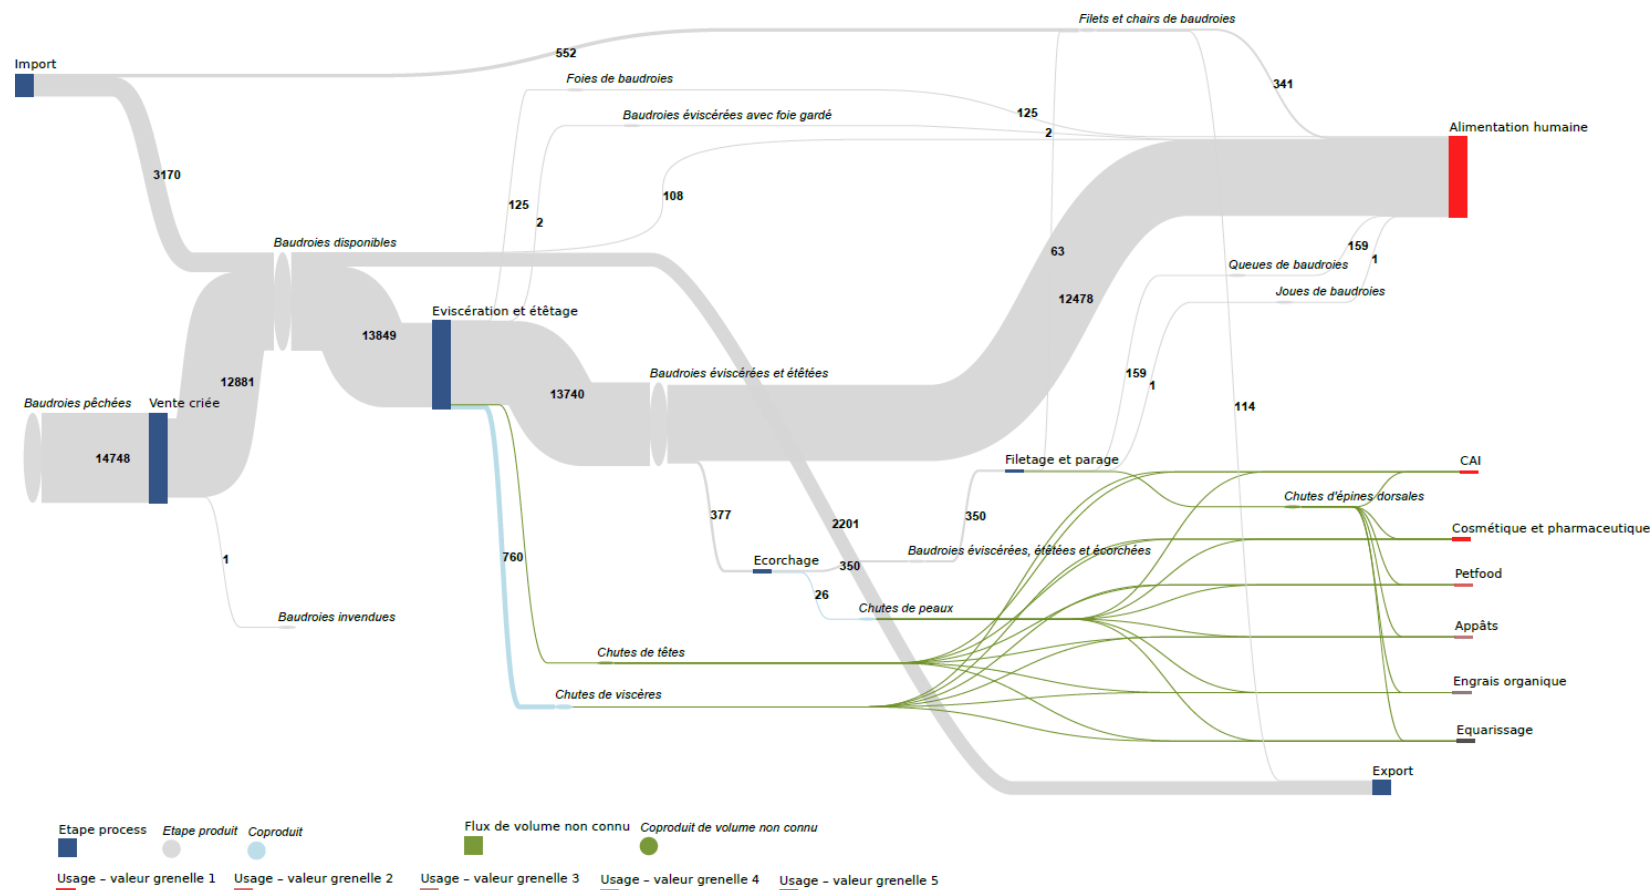 Filets et chairs de baudroies
552
Import
Foies de baudroies
341
125
Baudroies éviscérées avec foie gardé
2
Alimentation humaine
3170
108
125
2
Baudroies disponibles
63
159
1
Queues de baudroies
Joues de baudroies
12478
Eviscération et étêtage
13849
12881
13740
Baudroies éviscérées et étêtées
159
1
114
Baudroies pêchées
Vente criée
14748
Filetage et parage
CAI
Chutes d'épines dorsales
377
2201
350
Cosmétique et pharmaceutique
Baudroies éviscérées, étêtées et écorchées
1
760
Ecorchage
350
Petfood
26
Chutes de peaux
Baudroies invendues
Appâts
Chutes de têtes
Engrais organique
Chutes de viscères
Equarissage
Export
Etape process
Etape produit
Coproduit
Flux de volume non connu
Coproduit de volume non connu
Usage – valeur grenelle 1
Usage – valeur grenelle 2
Usage – valeur grenelle 3
Usage – valeur grenelle 4
Usage – valeur grenelle 5